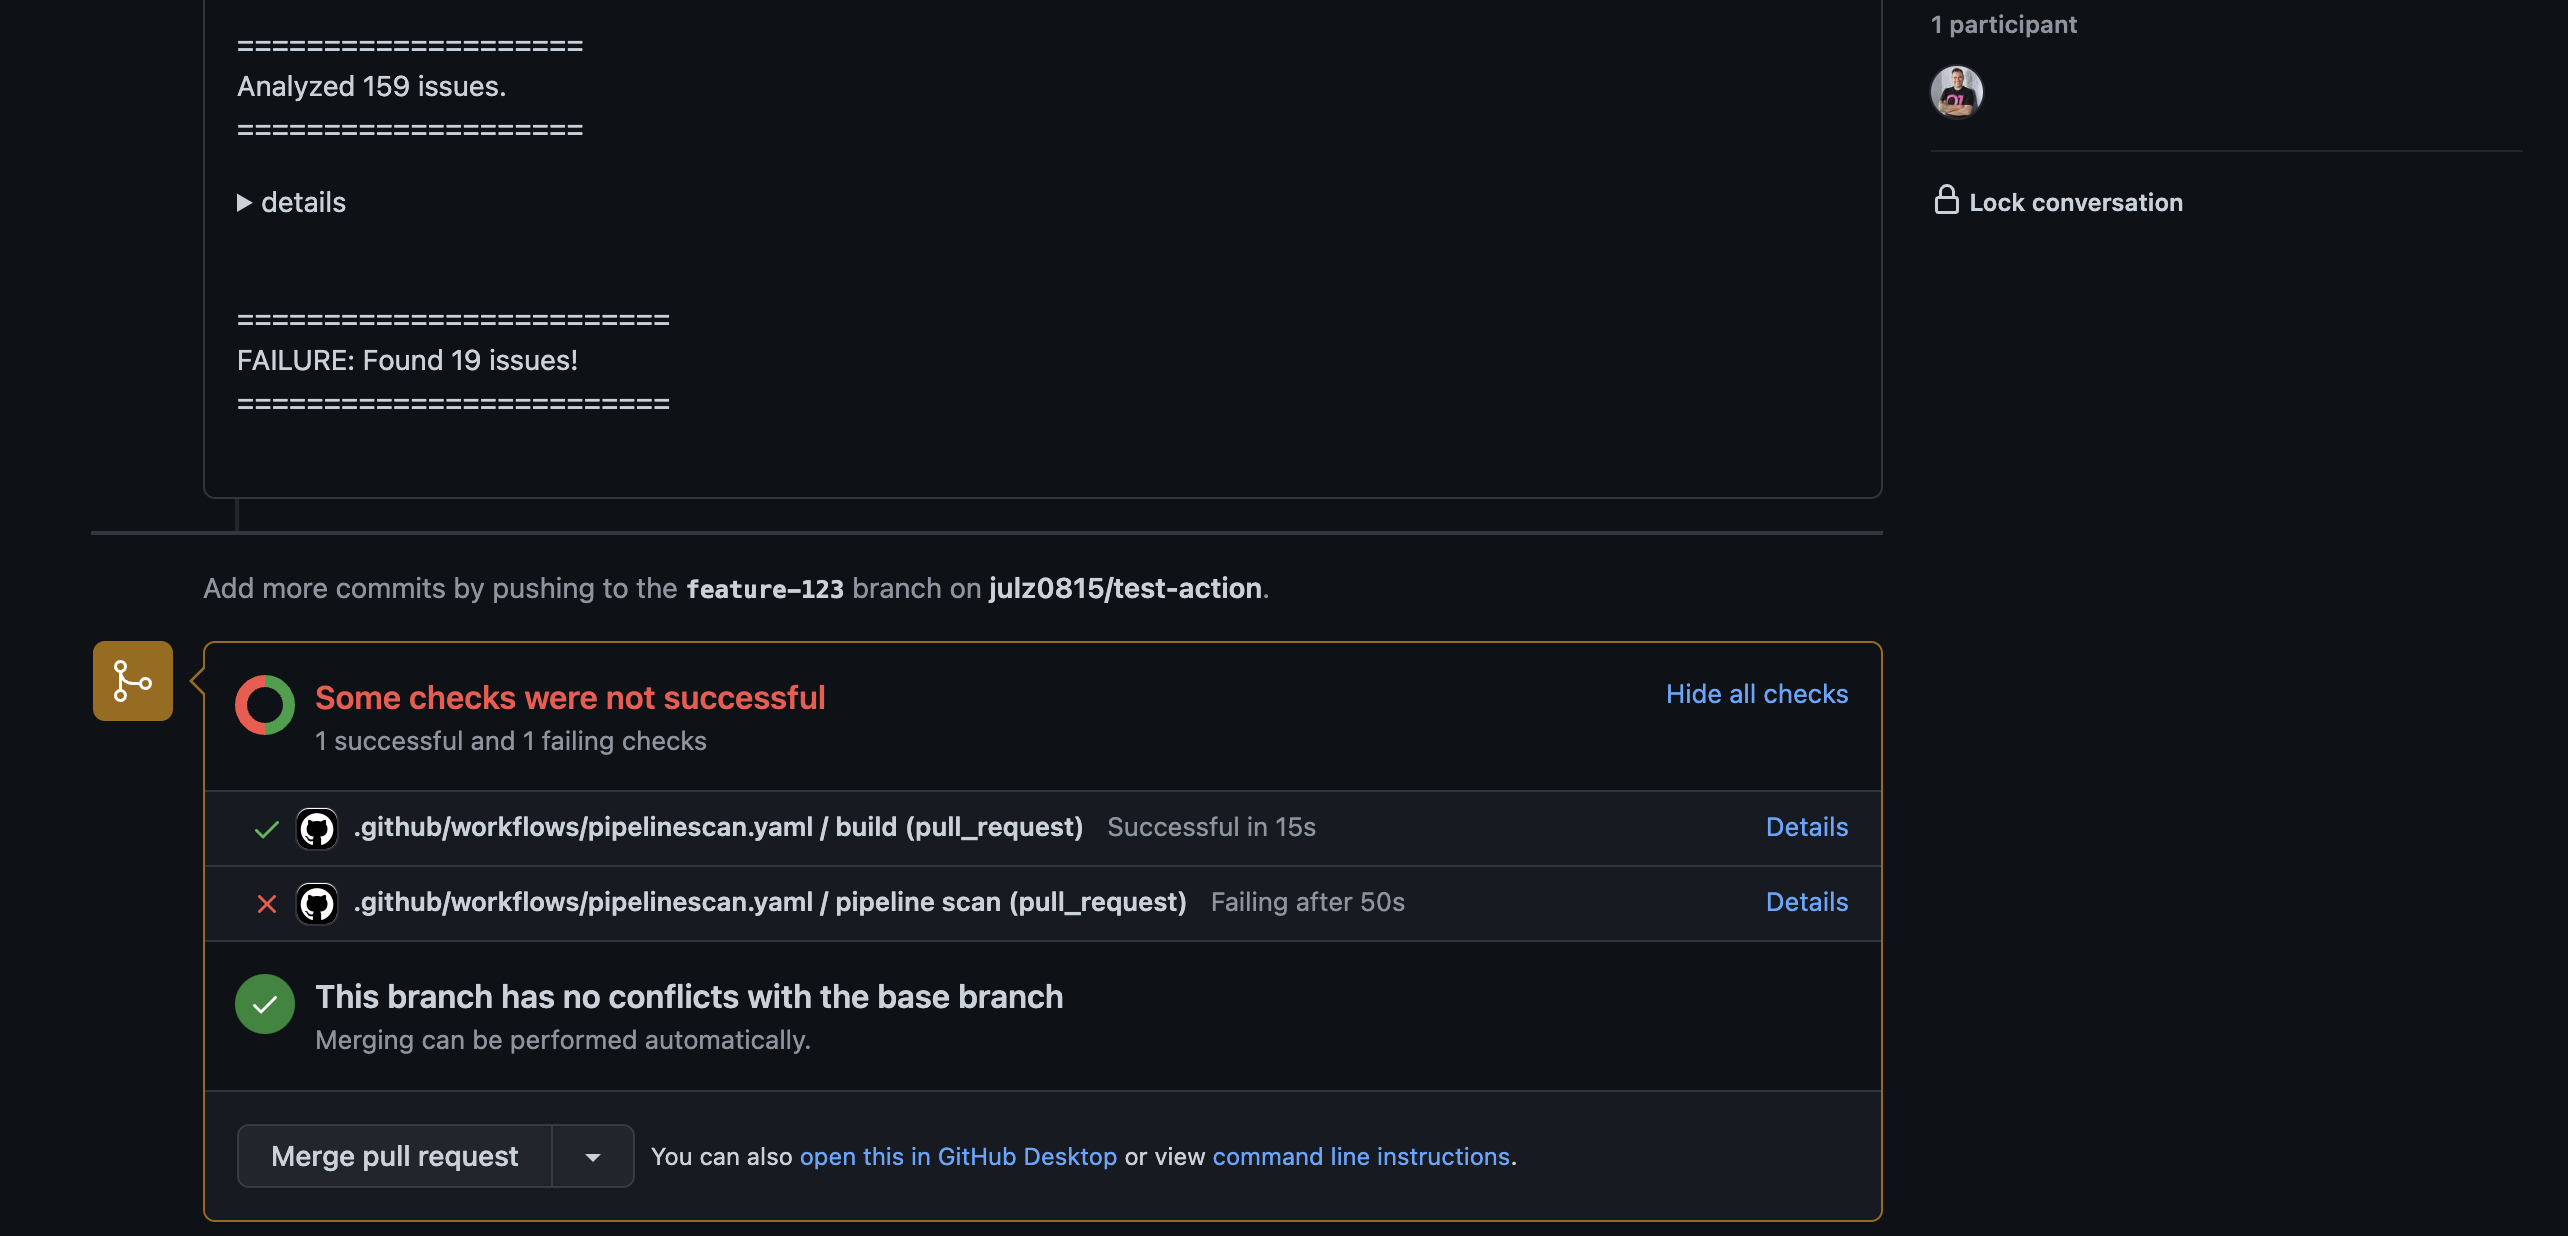 ====================
Analyzed 159 issues.
====================
details
=========================
FAILURE: Found 19 issues!
=========================
1 participant
Lock conversation
Add more commits by pushing to the feature-123 branch on julz0815/test-action.
Some checks were not successful
1 successful and 1 failing checks
Hide all checks
.github/workflows/pipelinescan.yaml / build (pull_request) Successful in 15s Details
.github/workflows/pipelinescan.yaml / pipeline scan (pull_request) Failing after 50s Details
This branch has no conflicts with the base branch
Merging can be performed automatically.
Merge pull request You can also open this in GitHub Desktop or view command line instructions.